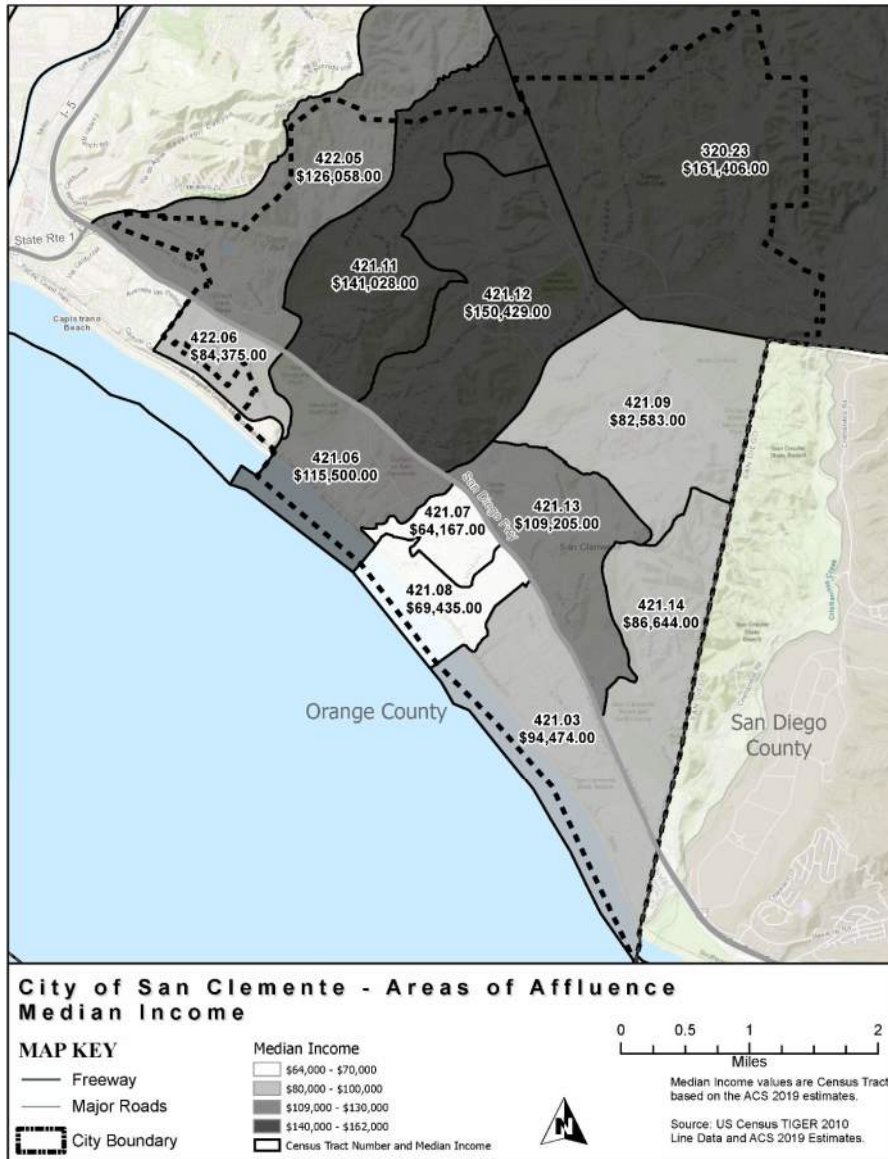 I-5
State Rte 1
Capistrano
Beach
422.05
$126,058.00
320.23
$161,406.00
421.11
$141,028.00
421.12
$150,429.00
422.06
$84,375.00
421.09
$82,583.00
421.06
$115,500.00
San Diego Fwy
421.13
$109,205.00
San Clemente
421.07
$64,167.00
421.08
$69,435.00
421.14
$86,644.00
421.03
$94,474.00
Orange County
San Diego
County
City of San Clemente - Areas of Affluence
Median Income
MAP KEY
Freeway
Major Roads
City Boundary
Median Income
$64,000 - $70,000
$80,000 - $100,000
$109,000 - $130,000
$140,000 - $162,000
Census Tract Number and Median Income
N
0 0.5 1 2
Miles
Median Income values are Census Tract
based on the ACS 2019 estimates.
Source: US Census TIGER 2010
Line Data and ACS 2019 Estimates.